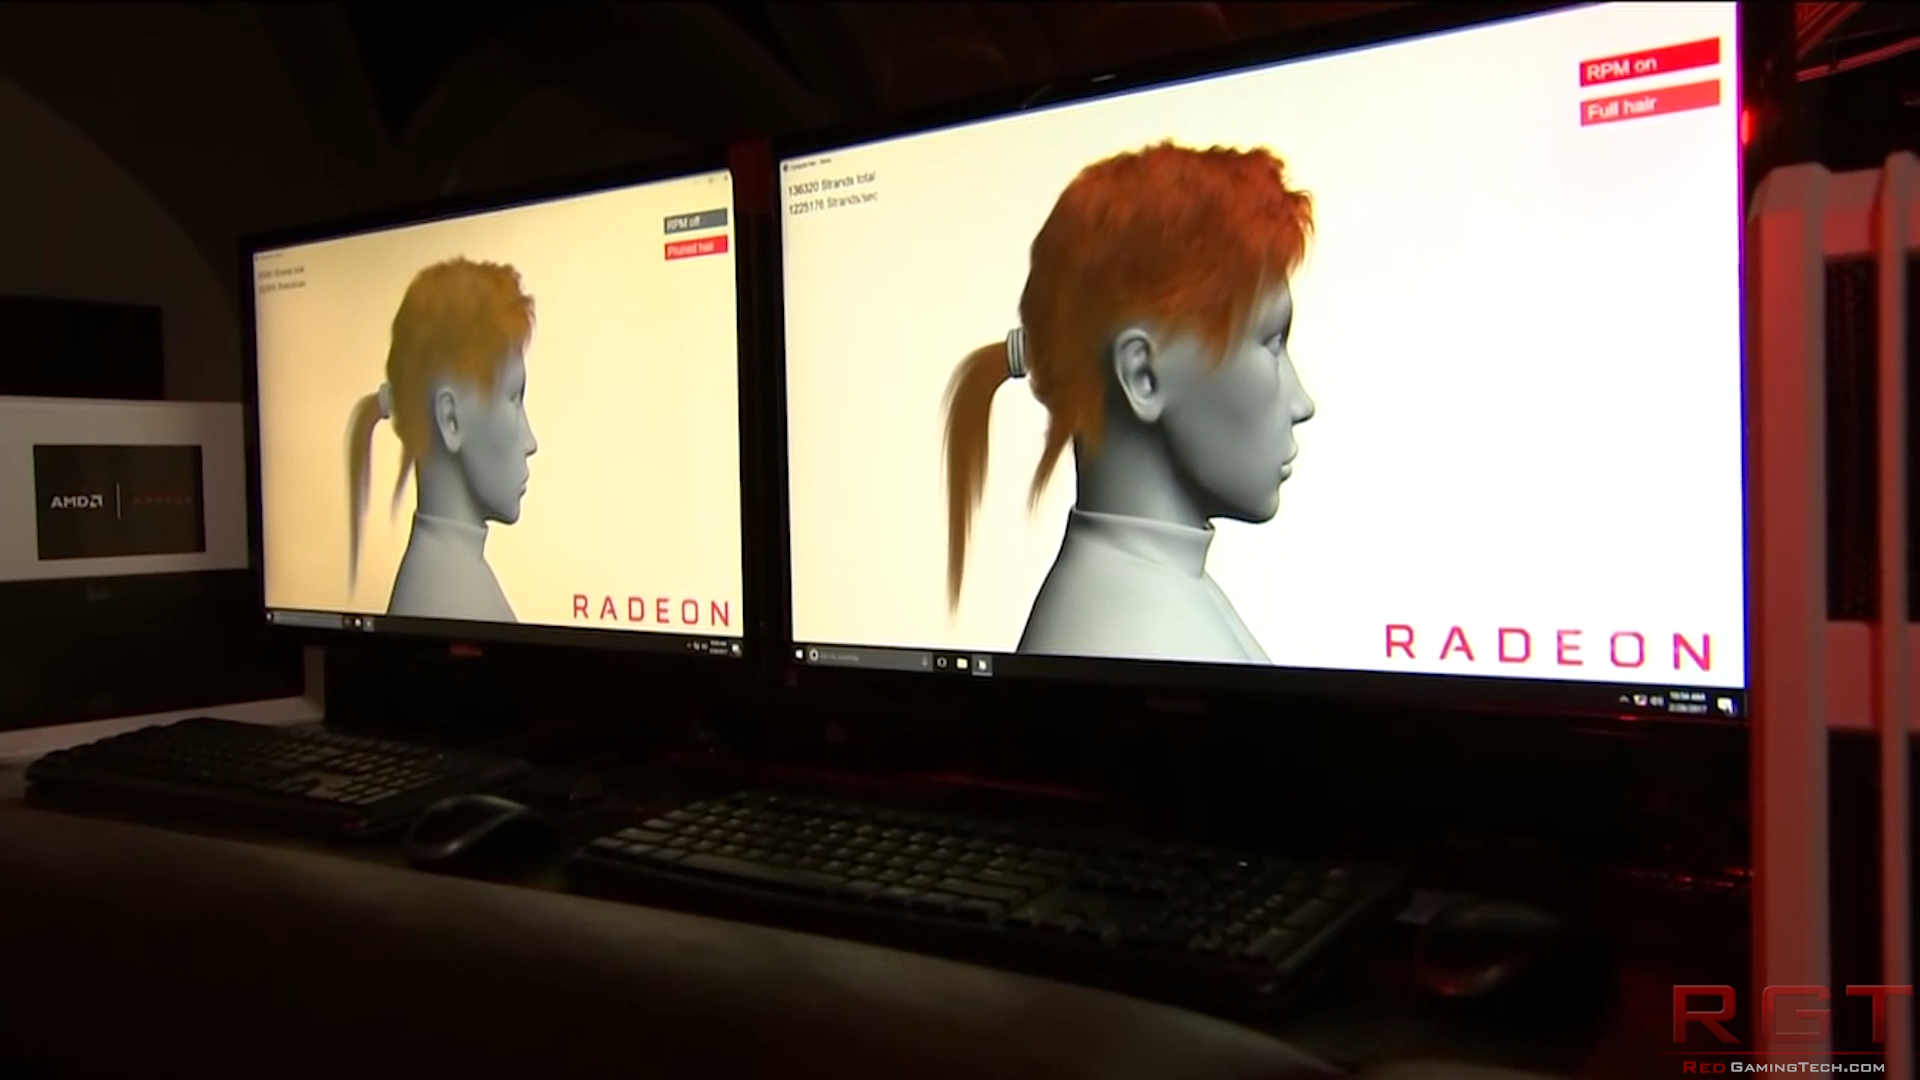 RPM off
Pruned hair
RADEON
136320 Strands total
1225176 Strands/sec
RPM on
Full hair
RADEON
AMD
RGT
REDGAMINGTECH.COM